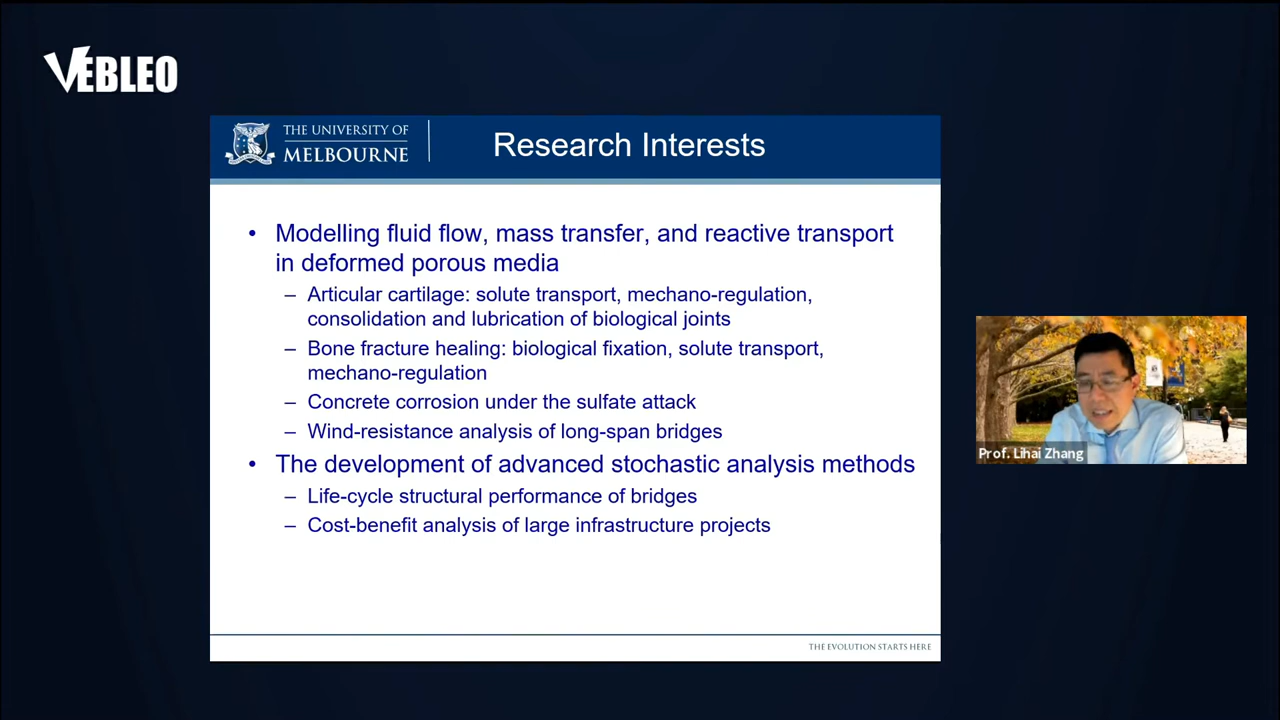 VEBLEO
THE UNIVERSITY OF
MELBOURNE
Research Interests
• Modelling fluid flow, mass transfer, and reactive transport
in deformed porous media
– Articular cartilage: solute transport, mechano-regulation,
consolidation and lubrication of biological joints
– Bone fracture healing: biological fixation, solute transport,
mechano-regulation
– Concrete corrosion under the sulfate attack
– Wind-resistance analysis of long-span bridges
• The development of advanced stochastic analysis methods
– Life-cycle structural performance of bridges
– Cost-benefit analysis of large infrastructure projects
THE EVOLUTION STARTS HERE
Prof. Lihai Zhang